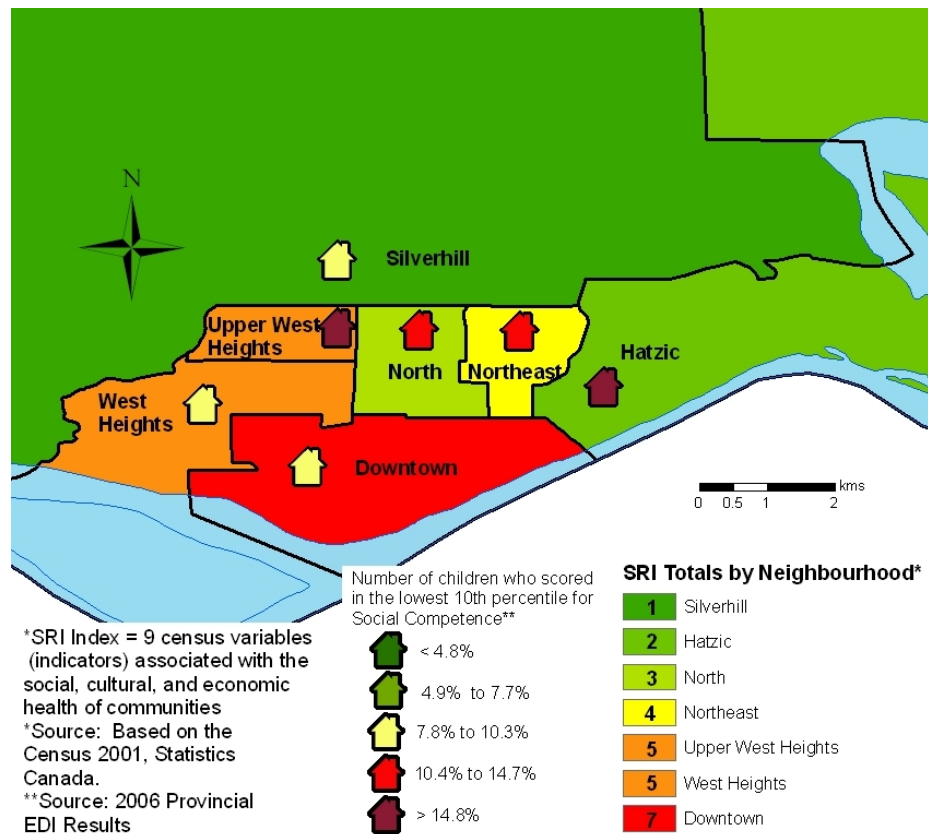 N
Silverhill
Upper West
Heights
North
Northeast
Hatzic
West
Heights
Downtown
kms
0 0.5 1 2
*SRI Index = 9 census variables
(indicators) associated with the
social, cultural, and economic
health of communities
*Source: Based on the
Census 2001, Statistics
Canada.
**Source: 2006 Provincial
EDI Results
Number of children who scored
in the lowest 10th percentile for
Social Competence**
< 4.8%
4.9% to 7.7%
7.8% to 10.3%
10.4% to 14.7%
> 14.8%
SRI Totals by Neighbourhood*
1 Silverhill
2 Hatzic
3 North
4 Northeast
5 Upper West Heights
5 West Heights
7 Downtown